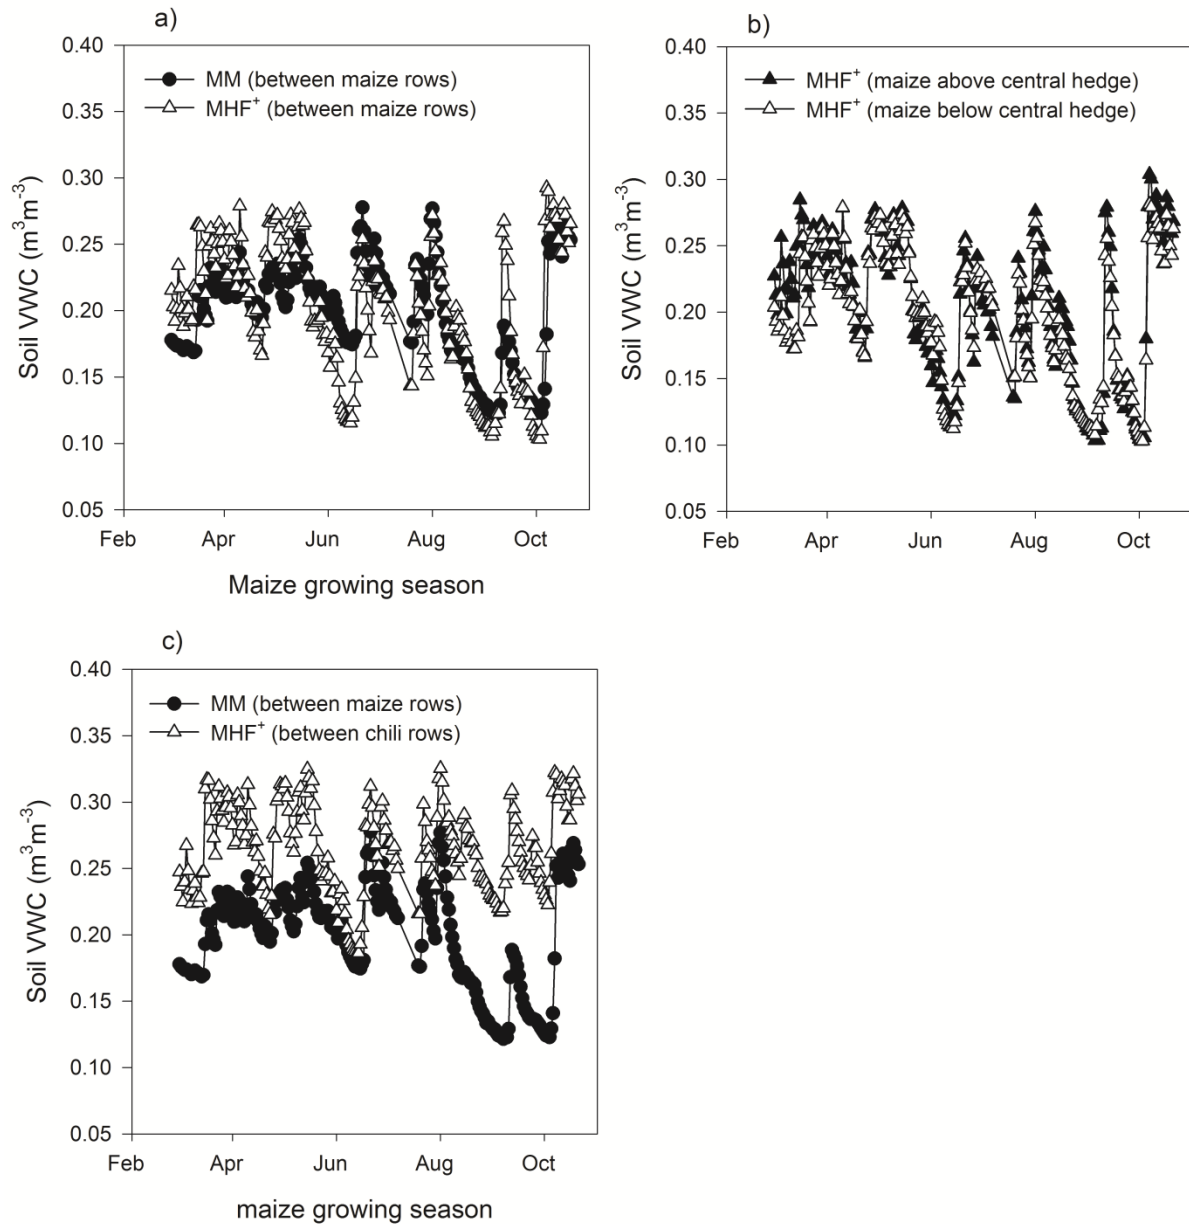 a)
0.40
0.35
0.30
0.25
0.20
0.15
0.10
0.05
Soil VWC (m³m⁻³)
MM (between maize rows)
MHF⁺ (between maize rows)
Feb Apr Jun Aug Oct
Maize growing season
b)
0.40
0.35
0.30
0.25
0.20
0.15
0.10
0.05
Soil VWC (m³m⁻³)
MHF⁺ (maize above central hedge)
MHF⁺ (maize below central hedge)
Feb Apr Jun Aug Oct
c)
0.40
0.35
0.30
0.25
0.20
0.15
0.10
0.05
Soil VWC (m³m⁻³)
MM (between maize rows)
MHF⁺ (between chili rows)
Feb Apr Jun Aug Oct
maize growing season